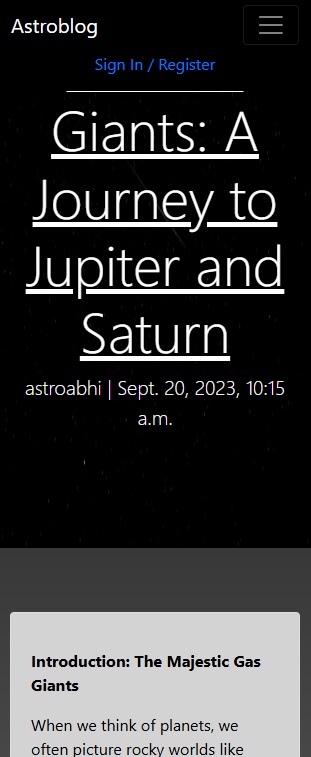 Astroblog
Sign In / Register
Giants: A
Journey to
Jupiter and
Saturn
astroabhi | Sept. 20, 2023, 10:15
a.m.
Introduction: The Majestic Gas
Giants
When we think of planets, we
often picture rocky worlds like